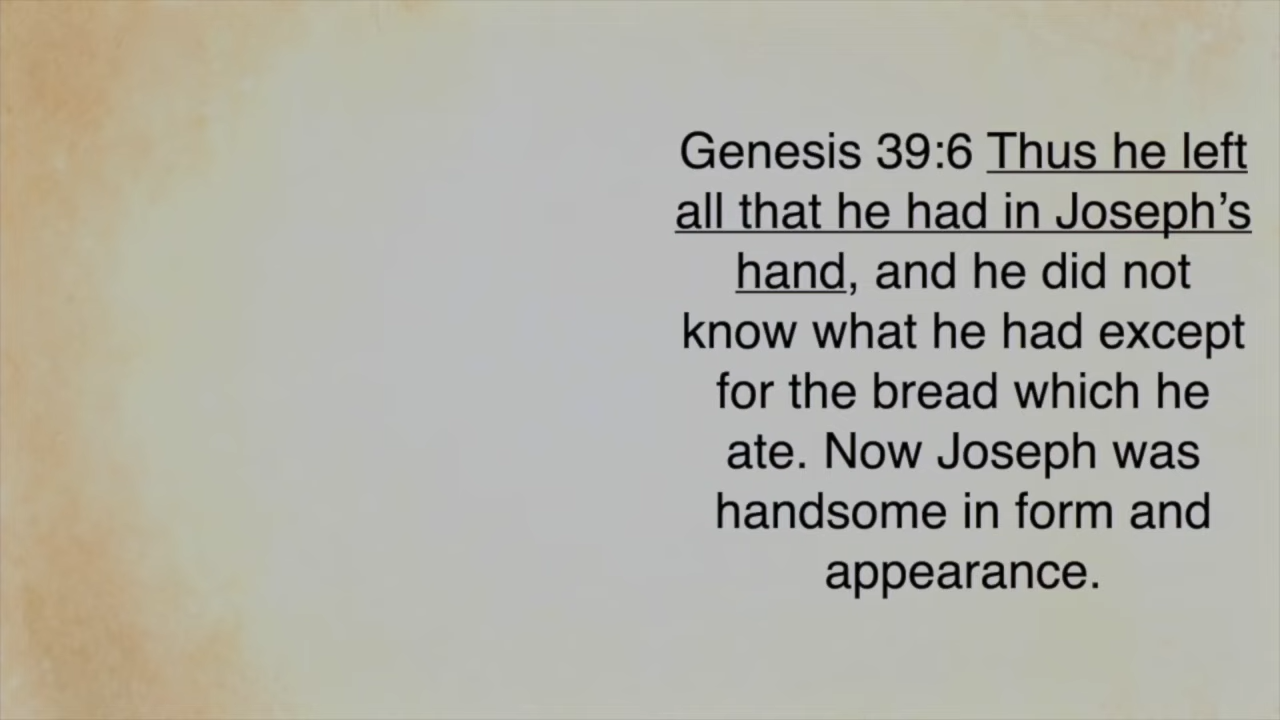 Genesis 39:6 Thus he left
all that he had in Joseph’s
hand, and he did not
know what he had except
for the bread which he
ate. Now Joseph was
handsome in form and
appearance.